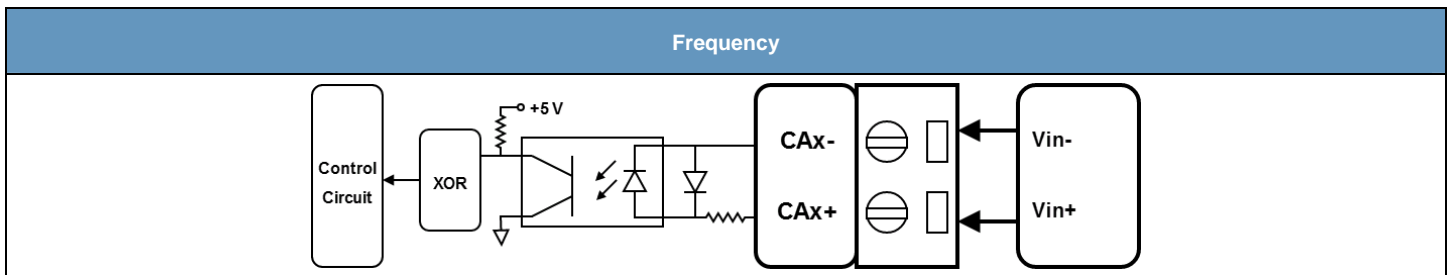 Frequency
+5 V
Control
Circuit
XOR
CAx-
CAx+
Vin-
Vin+